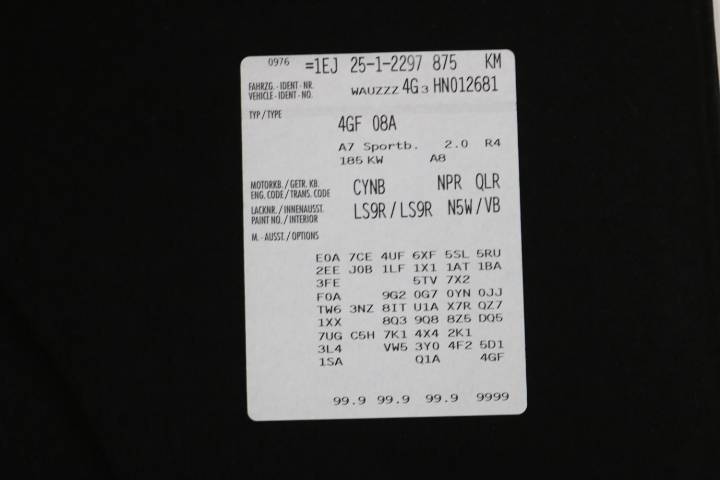 0976 =1EJ 25-1-2297 875 KM
FAHRZG.-IDENT-NR.
VEHICLE-IDENT-NO. WAUZZZ 4G3 HN012681
TYP/TYPE
4GF 08A
A7 Sportb. 2.0 R4
185 KW A8
MOTORKB./GETR. KB.
ENG. CODE/TRANS. CODE CYNB NPR QLR
LACKNR./INNENAUSST.
PAINT NO./INTERIOR LS9R/LS9R N5W/VB
M.-AUSST./OPTIONS
E0A 7CE 4UF 6XF 5SL 5RU
2EE J0B 1LF 1X1 1AT 1BA
3FE 5TV 7X2
F0A 9G2 0G7 0YN 0JJ
TW6 3NZ 8IT U1A X7R QZ7
1XX 8Q3 9Q8 8Z5 DQ5
7UG C5H 7K1 4X4 2K1
3L4 VW5 3Y0 4F2 5D1
1SA Q1A 4GF
99.9 99.9 99.9 9999